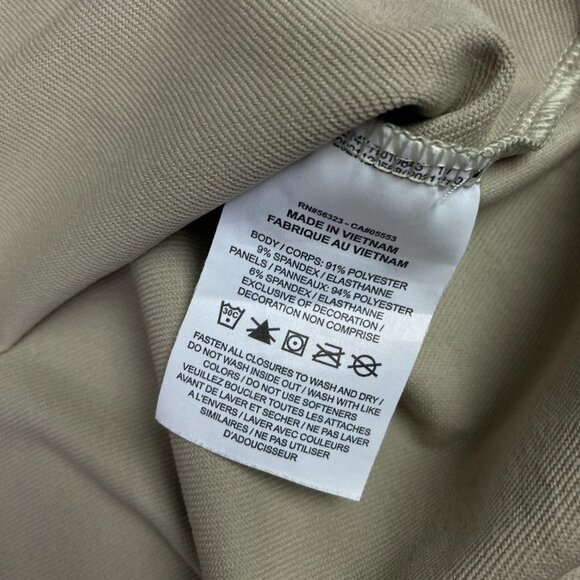 RN#56323 - CA#05553
MADE IN VIETNAM
FABRIQUE AU VIETNAM
BODY / CORPS: 91% POLYESTER
9% SPANDEX / ELASTHANNE
PANELS / PANNEAUX: 94% POLYESTER
6% SPANDEX / ELASTHANNE
EXCLUSIVE OF DECORATION /
DECORATION NON COMPRISE
30C
FASTEN ALL CLOSURES TO WASH AND DRY /
DO NOT WASH INSIDE OUT / WASH WITH LIKE
COLORS / DO NOT USE SOFTENERS
VEUILLEZ BOUCLER TOUTES LES ATTACHES
AVANT DE LAVER ET SECHER / NE PAS LAVER
A L'ENVERS / LAVER AVEC COULEURS
SIMILAIRES / NE PAS UTILISER
D'ADOUCISSEUR